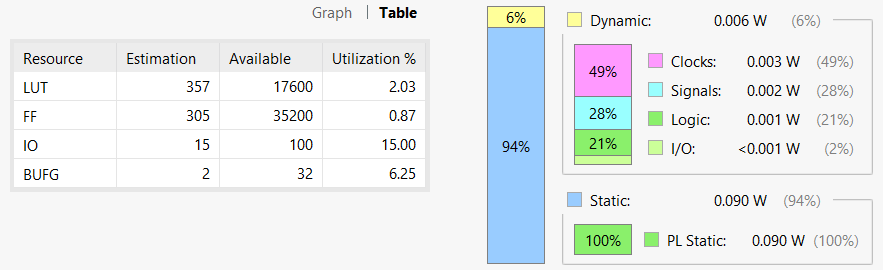 Graph | Table
Resource Estimation Available Utilization %
LUT 357 17600 2.03
FF 305 35200 0.87
IO 15 100 15.00
BUFG 2 32 6.25
6%
94%
Dynamic: 0.006 W (6%)
49%
28%
21%
Clocks: 0.003 W (49%)
Signals: 0.002 W (28%)
Logic: 0.001 W (21%)
I/O: <0.001 W (2%)
Static: 0.090 W (94%)
100%
PL Static: 0.090 W (100%)